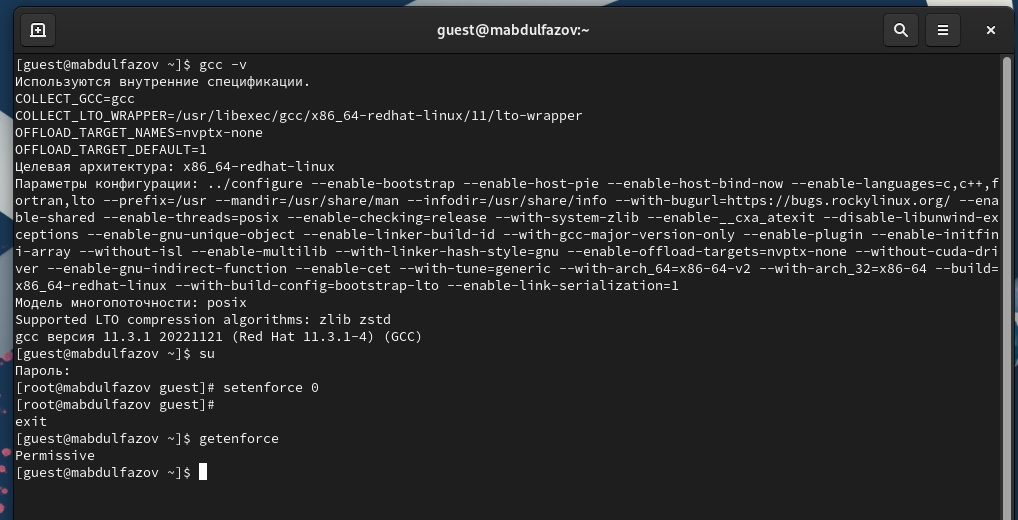 guest@mabdulfazov:~
[guest@mabdulfazov ~]$ gcc -v
Используются внутренние спецификации.
COLLECT_GCC=gcc
COLLECT_LTO_WRAPPER=/usr/libexec/gcc/x86_64-redhat-linux/11/lto-wrapper
OFFLOAD_TARGET_NAMES=nvptx-none
OFFLOAD_TARGET_DEFAULT=1
Целевая архитектура: x86_64-redhat-linux
Параметры конфигурации: ../configure --enable-bootstrap --enable-host-pie --enable-host-bind-now --enable-languages=c,c++,f
ortran,lto --prefix=/usr --mandir=/usr/share/man --infodir=/usr/share/info --with-bugurl=https://bugs.rockylinux.org/ --ena
ble-shared --enable-threads=posix --enable-checking=release --with-system-zlib --enable-__cxa_atexit --disable-libunwind-ex
ceptions --enable-gnu-unique-object --enable-linker-build-id --with-gcc-major-version-only --enable-plugin --enable-initfin
i-array --without-isl --enable-multilib --with-linker-hash-style=gnu --enable-offload-targets=nvptx-none --without-cuda-dri
ver --enable-gnu-indirect-function --enable-cet --with-tune=generic --with-arch_64=x86-64-v2 --with-arch_32=x86-64 --build=
x86_64-redhat-linux --with-build-config=bootstrap-lto --enable-link-serialization=1
Модель многопоточности: posix
Supported LTO compression algorithms: zlib zstd
gcc версия 11.3.1 20221121 (Red Hat 11.3.1-4) (GCC)
[guest@mabdulfazov ~]$ su
Пароль:
[root@mabdulfazov guest]# setenforce 0
[root@mabdulfazov guest]#
exit
[guest@mabdulfazov ~]$ getenforce
Permissive
[guest@mabdulfazov ~]$